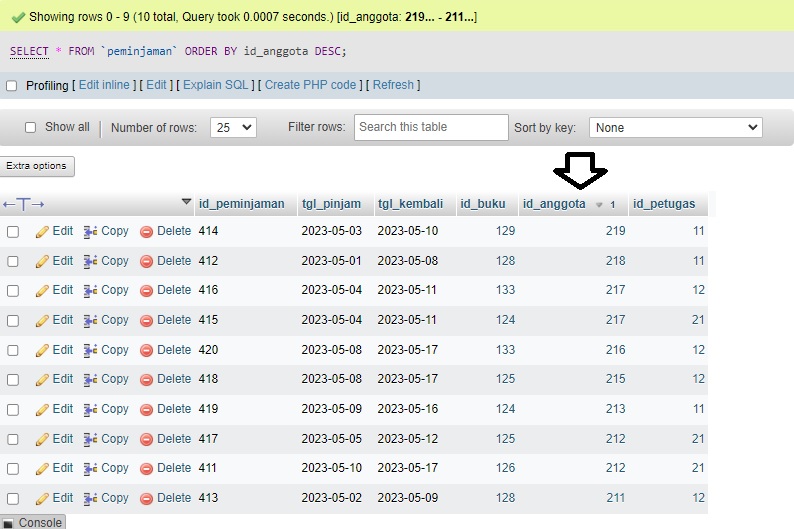 Showing rows 0 - 9 (10 total, Query took 0.0007 seconds.) [id_anggota: 219... - 211...]
SELECT * FROM `peminjaman` ORDER BY id_anggota DESC;
Profiling [ Edit inline ] [ Edit ] [ Explain SQL ] [ Create PHP code ] [ Refresh ]
Show all | Number of rows: 25 Filter rows: Search this table Sort by key: None
Extra options
←T→ id_peminjaman tgl_pinjam tgl_kembali id_buku id_anggota 1 id_petugas
Edit Copy Delete 414 2023-05-03 2023-05-10 129 219 11
Edit Copy Delete 412 2023-05-01 2023-05-08 128 218 11
Edit Copy Delete 416 2023-05-04 2023-05-11 133 217 12
Edit Copy Delete 415 2023-05-04 2023-05-11 124 217 21
Edit Copy Delete 420 2023-05-08 2023-05-17 133 216 12
Edit Copy Delete 418 2023-05-08 2023-05-17 125 215 12
Edit Copy Delete 419 2023-05-09 2023-05-16 124 213 11
Edit Copy Delete 417 2023-05-05 2023-05-12 125 212 21
Edit Copy Delete 411 2023-05-10 2023-05-17 126 212 21
Edit Copy Delete 413 2023-05-02 2023-05-09 128 211 12
Console